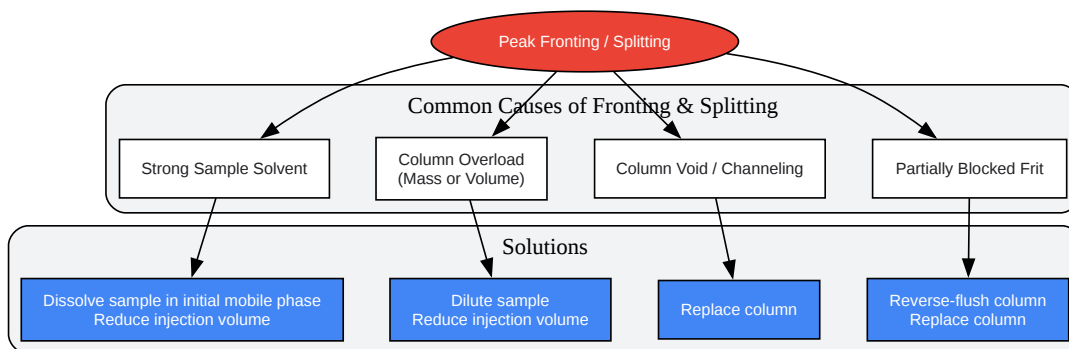 Peak Fronting / Splitting
Common Causes of Fronting & Splitting
Strong Sample Solvent
Column Overload
(Mass or Volume)
Column Void / Channeling
Partially Blocked Frit
Solutions
Dissolve sample in initial mobile phase
Reduce injection volume
Dilute sample
Reduce injection volume
Replace column
Reverse-flush column
Replace column